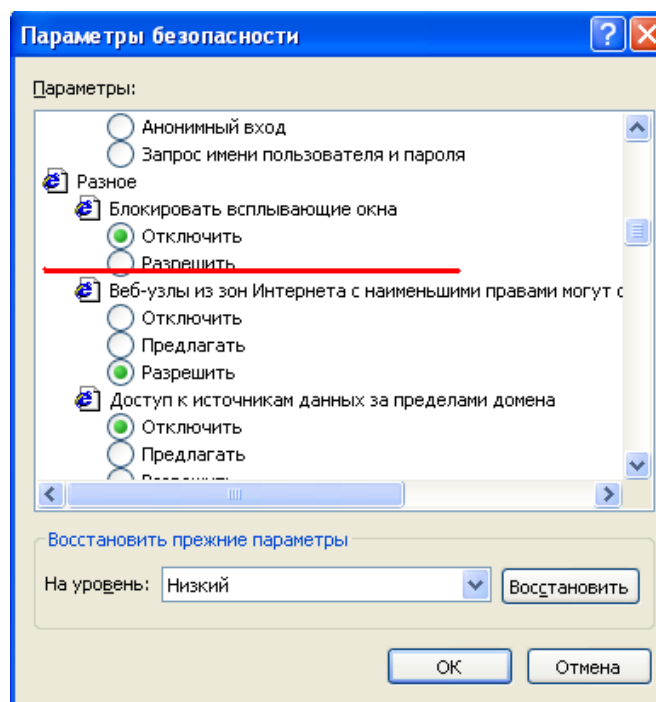 Параметры безопасности
Параметры:
Анонимный вход
Запрос имени пользователя и пароля
Разное
Блокировать всплывающие окна
Отключить
Разрешить
Веб-узлы из зон Интернета с наименьшими правами могут с
Отключить
Предлагать
Разрешить
Доступ к источникам данных за пределами домена
Отключить
Предлагать
Восстановить прежние параметры
На уровень: Низкий Восстановить
ОК Отмена